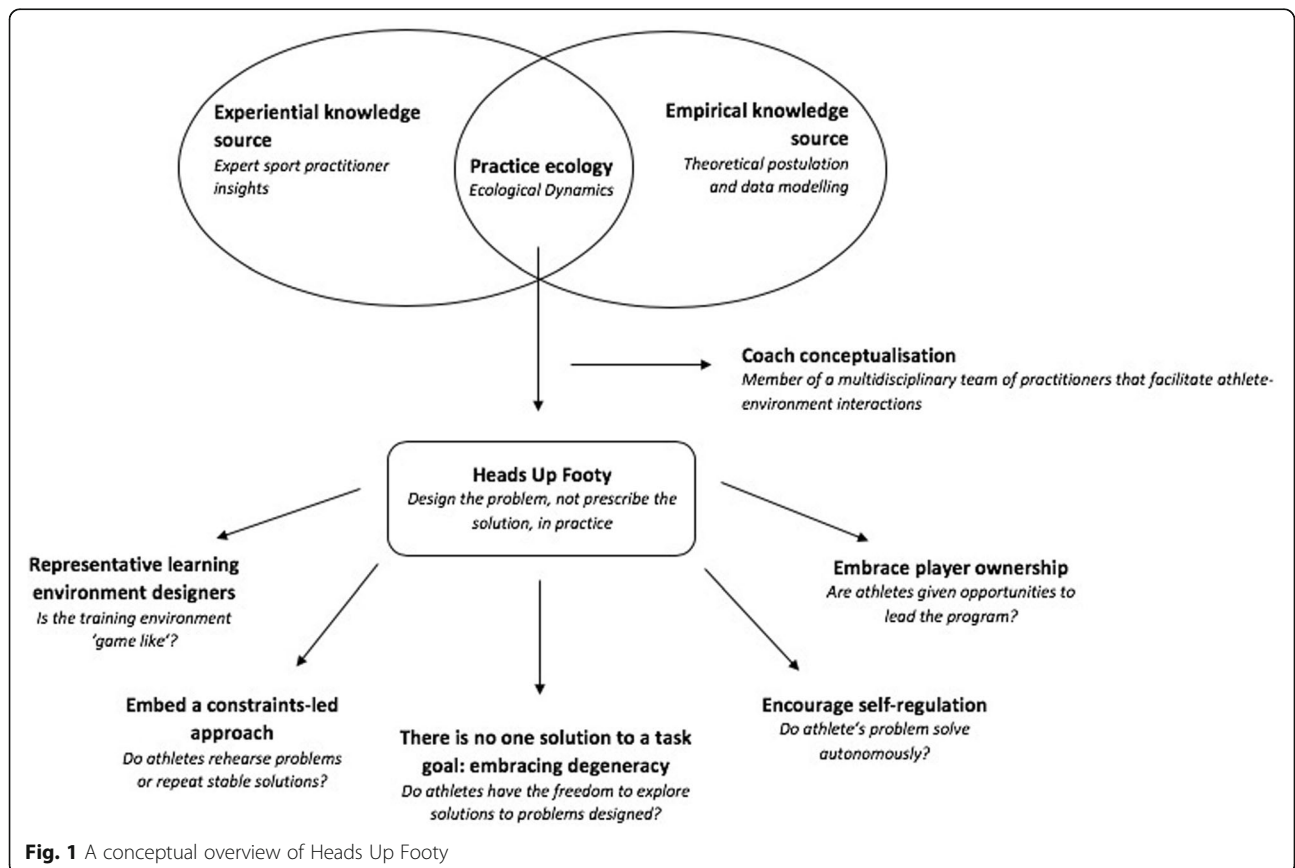 Experiential knowledge
source
Expert sport practitioner
insights
Practice ecology
Ecological Dynamics
Empirical knowledge
source
Theoretical postulation
and data modelling
Coach conceptualisation
Member of a multidisciplinary team of practitioners that facilitate athlete-
environment interactions
Heads Up Footy
Design the problem, not prescribe the
solution, in practice
Representative learning
environment designers
Is the training environment
‘game like’?
Embed a constraints-led
approach
Do athletes rehearse problems
or repeat stable solutions?
There is no one solution to a task
goal: embracing degeneracy
Do athletes have the freedom to explore
solutions to problems designed?
Encourage self-regulation
Do athlete’s problem solve
autonomously?
Embrace player ownership
Are athletes given opportunities to
lead the program?
Fig. 1 A conceptual overview of Heads Up Footy